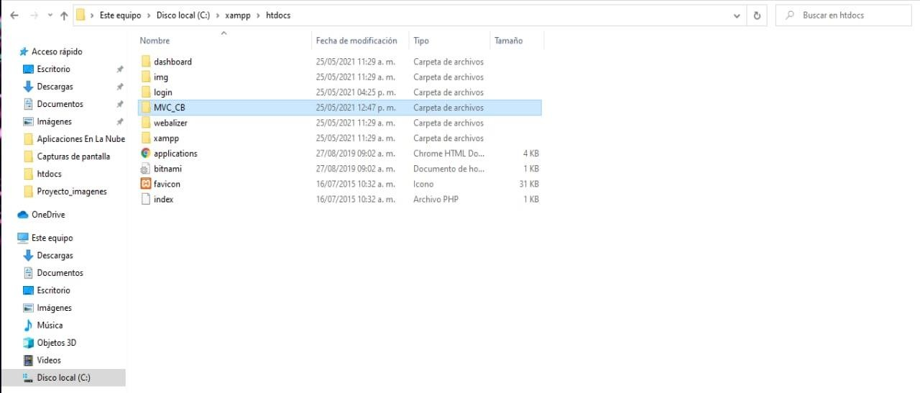 Este equipo > Disco local (C:) > xampp > htdocs
Buscar en htdocs
Nombre Fecha de modificación Tipo Tamaño
dashboard 25/05/2021 11:29 a. m. Carpeta de archivos
img 25/05/2021 11:29 a. m. Carpeta de archivos
login 25/05/2021 04:25 p. m. Carpeta de archivos
MVC_CB 25/05/2021 12:47 p. m. Carpeta de archivos
webalizer 25/05/2021 11:29 a. m. Carpeta de archivos
xampp 25/05/2021 11:29 a. m. Carpeta de archivos
applications 27/08/2019 09:02 a. m. Chrome HTML Do... 4 KB
bitnami 27/08/2019 09:02 a. m. Documento de ho... 1 KB
favicon 16/07/2015 10:32 a. m. Icono 31 KB
index 16/07/2015 10:32 a. m. Archivo PHP 1 KB
Acceso rápido
Escritorio
Descargas
Documentos
Imágenes
Aplicaciones En La Nube
Capturas de pantalla
htdocs
Proyecto_imagenes
OneDrive
Este equipo
Descargas
Documentos
Escritorio
Imágenes
Música
Objetos 3D
Videos
Disco local (C:)